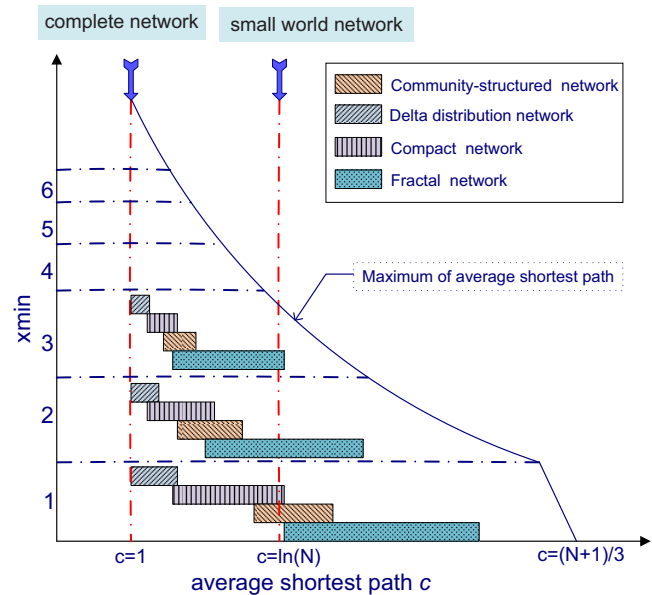 complete network
small world network
Community-structured network
Delta distribution network
Compact network
Fractal network
6
5
4
Maximum of average shortest path
xmin
3
2
1
c=1
c=ln(N)
c=(N+1)/3
average shortest path c